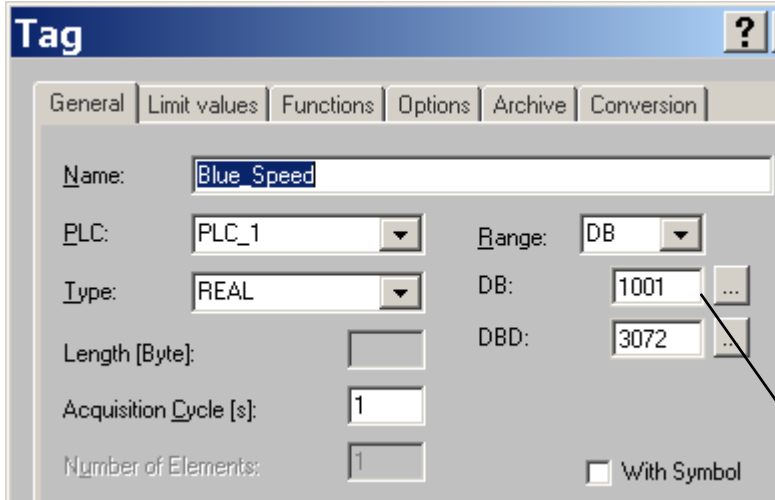 Tag ?
General Limit values Functions Options Archive Conversion
Name: Blue_Speed
PLC: PLC_1 Range: DB
Type: REAL DB: 1001 ...
Length [Byte]: DBD: 3072 ...
Acquisition Cycle [s]: 1
Number of Elements: 1 With Symbol